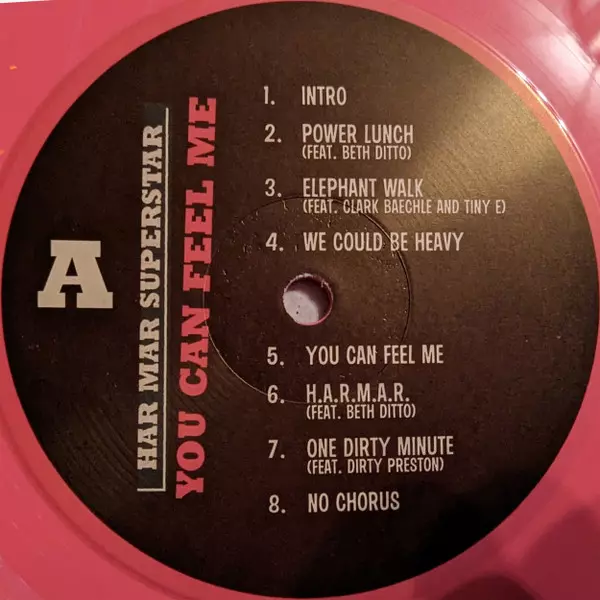 A
HAR MAR SUPERSTAR
YOU CAN FEEL ME
1. INTRO
2. POWER LUNCH
(FEAT. BETH DITTO)
3. ELEPHANT WALK
(FEAT. CLARK BAECHLE AND TINY E)
4. WE COULD BE HEAVY
5. YOU CAN FEEL ME
6. H.A.R.M.A.R.
(FEAT. BETH DITTO)
7. ONE DIRTY MINUTE
(FEAT. DIRTY PRESTON)
8. NO CHORUS